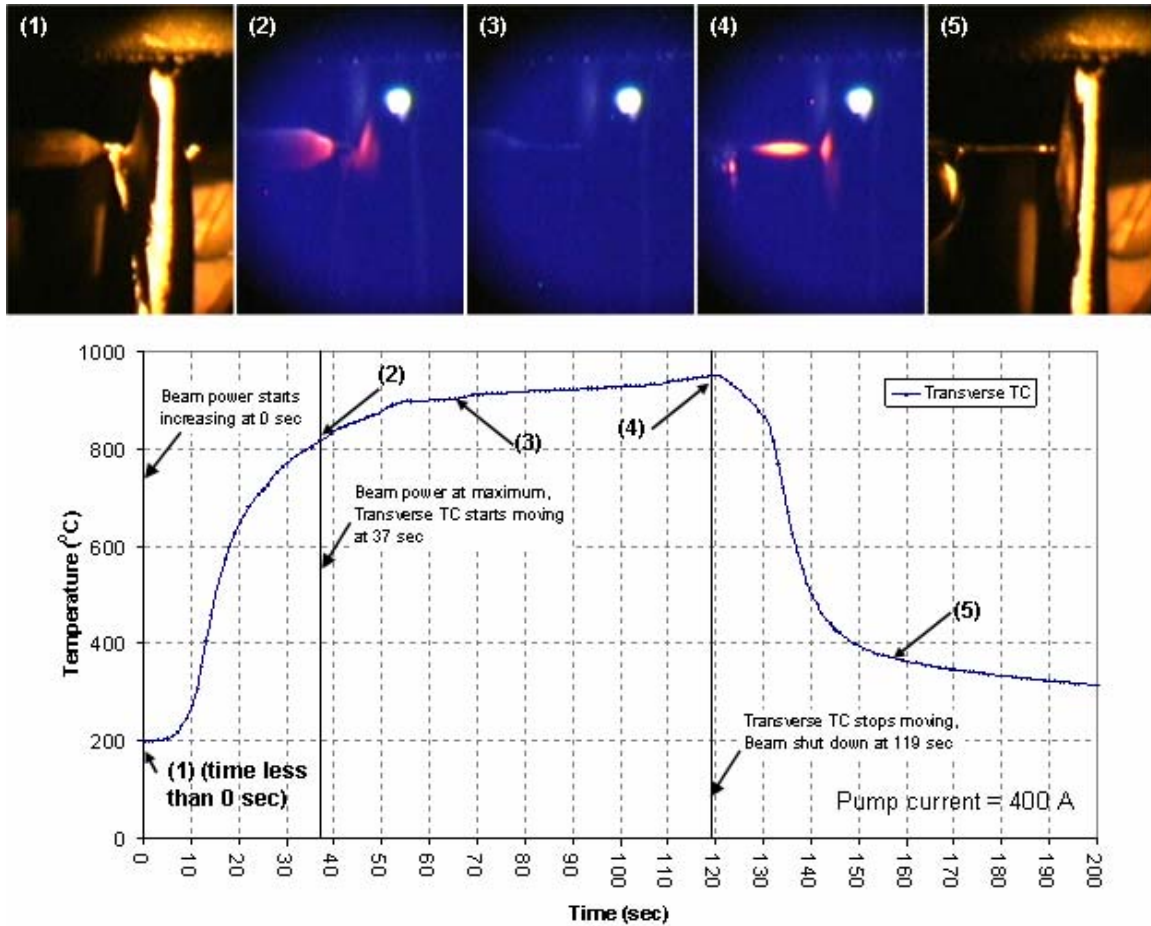 (1)
(2)
(3)
(4)
(5)
1000
800
600
400
200
0
Temperature (⁰C)
Beam power starts
increasing at 0 sec
(2)
(3)
(4)
Transverse TC
Beam power at maximum,
Transverse TC starts moving
at 37 sec
(5)
(1) (time less
than 0 sec)
Transverse TC stops moving,
Beam shut down at 119 sec
Pump current = 400 A
0 10 20 30 40 50 60 70 80 90 100 110 120 130 140 150 160 170 180 190 200
Time (sec)